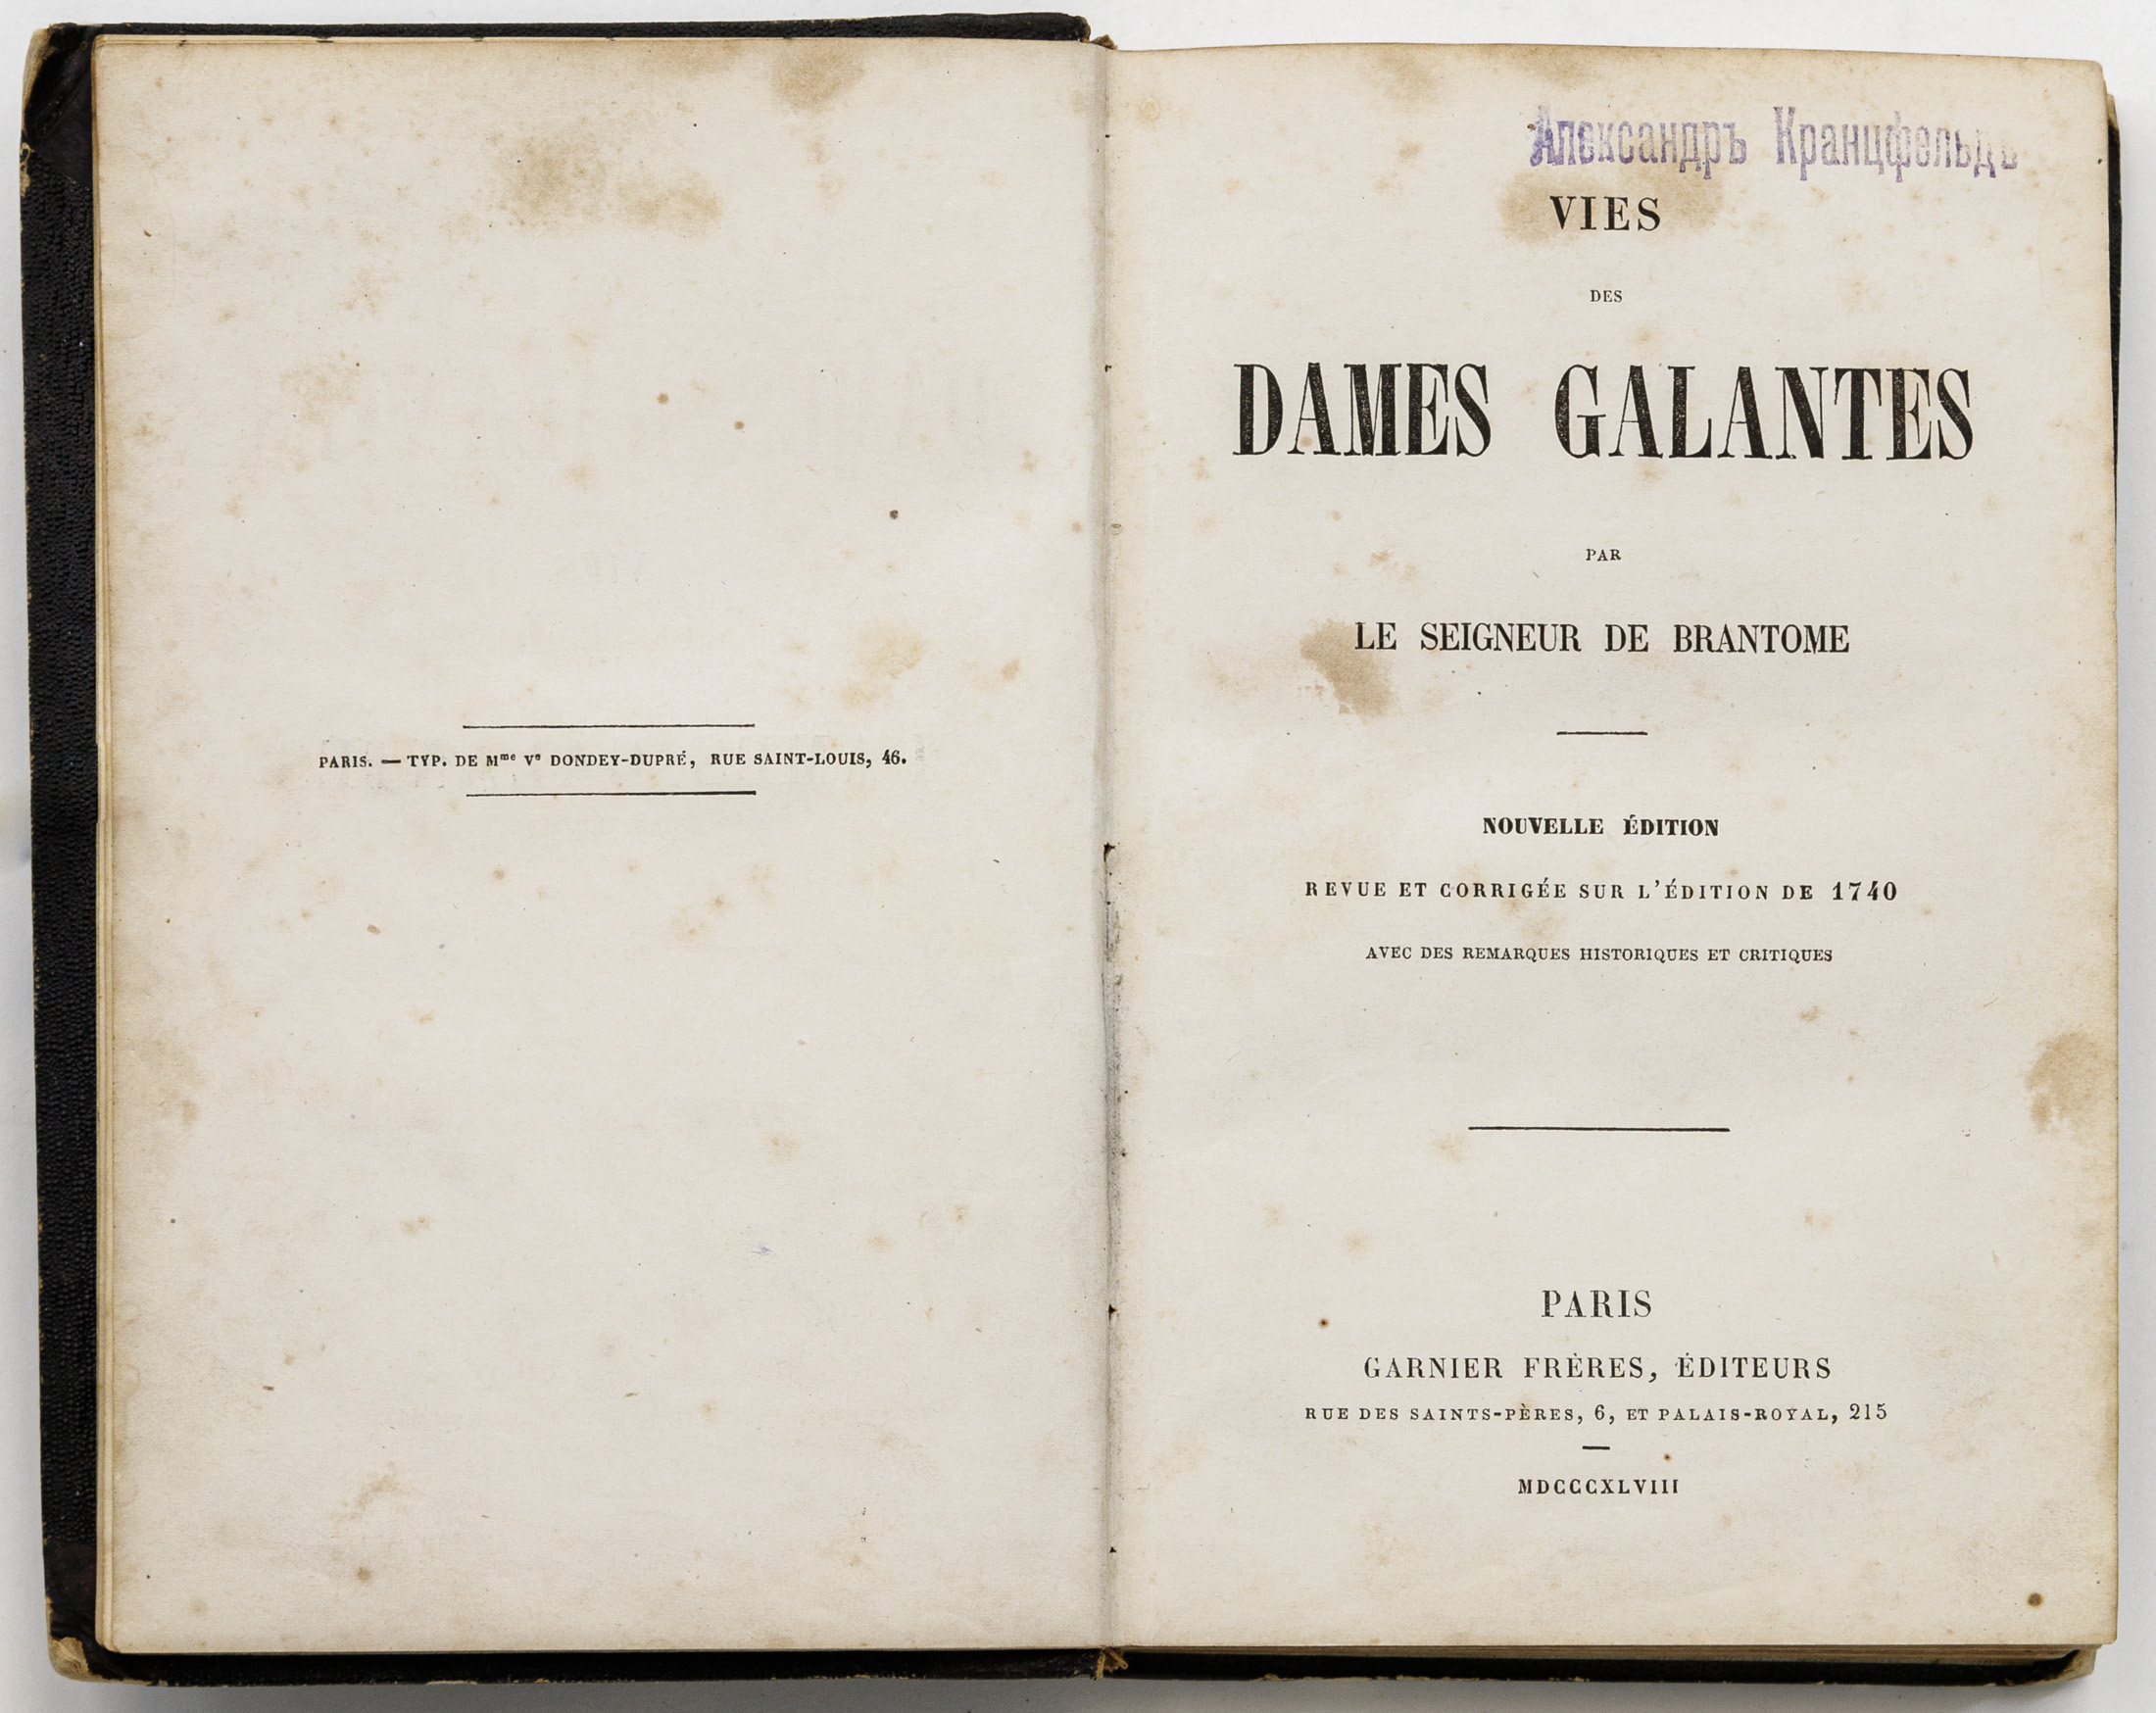 PARIS. — TYP. DE Mᵐᵉ Vᵉ DONDEY-DUPRÉ, RUE SAINT-LOUIS, 46.
Александръ Кранцфельдъ
VIES
DES
DAMES GALANTES
PAR
LE SEIGNEUR DE BRANTOME
NOUVELLE ÉDITION
REVUE ET CORRIGÉE SUR L'ÉDITION DE 1740
AVEC DES REMARQUES HISTORIQUES ET CRITIQUES
PARIS
GARNIER FRÈRES, ÉDITEURS
RUE DES SAINTS-PÈRES, 6, ET PALAIS-ROYAL, 215
MDCCCXLVIII